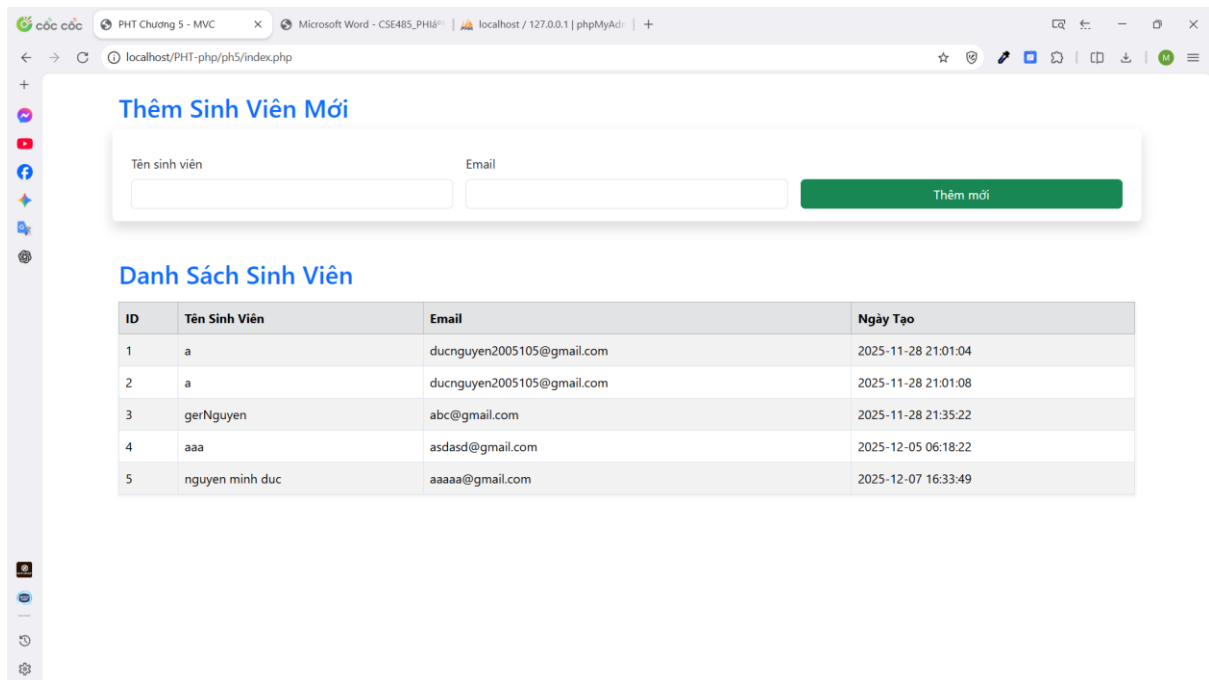 cốc cốc PHT Chương 5 - MVC Microsoft Word - CSE485_PHIáº localhost / 127.0.0.1 | phpMyAdr
localhost/PHT-php/ph5/index.php
M
Thêm Sinh Viên Mới
Tên sinh viên Email
Thêm mới
Danh Sách Sinh Viên
ID Tên Sinh Viên Email Ngày Tạo
1 a ducnguyen2005105@gmail.com 2025-11-28 21:01:04
2 a ducnguyen2005105@gmail.com 2025-11-28 21:01:08
3 gerNguyen abc@gmail.com 2025-11-28 21:35:22
4 aaa asdasd@gmail.com 2025-12-05 06:18:22
5 nguyen minh duc aaaaa@gmail.com 2025-12-07 16:33:49